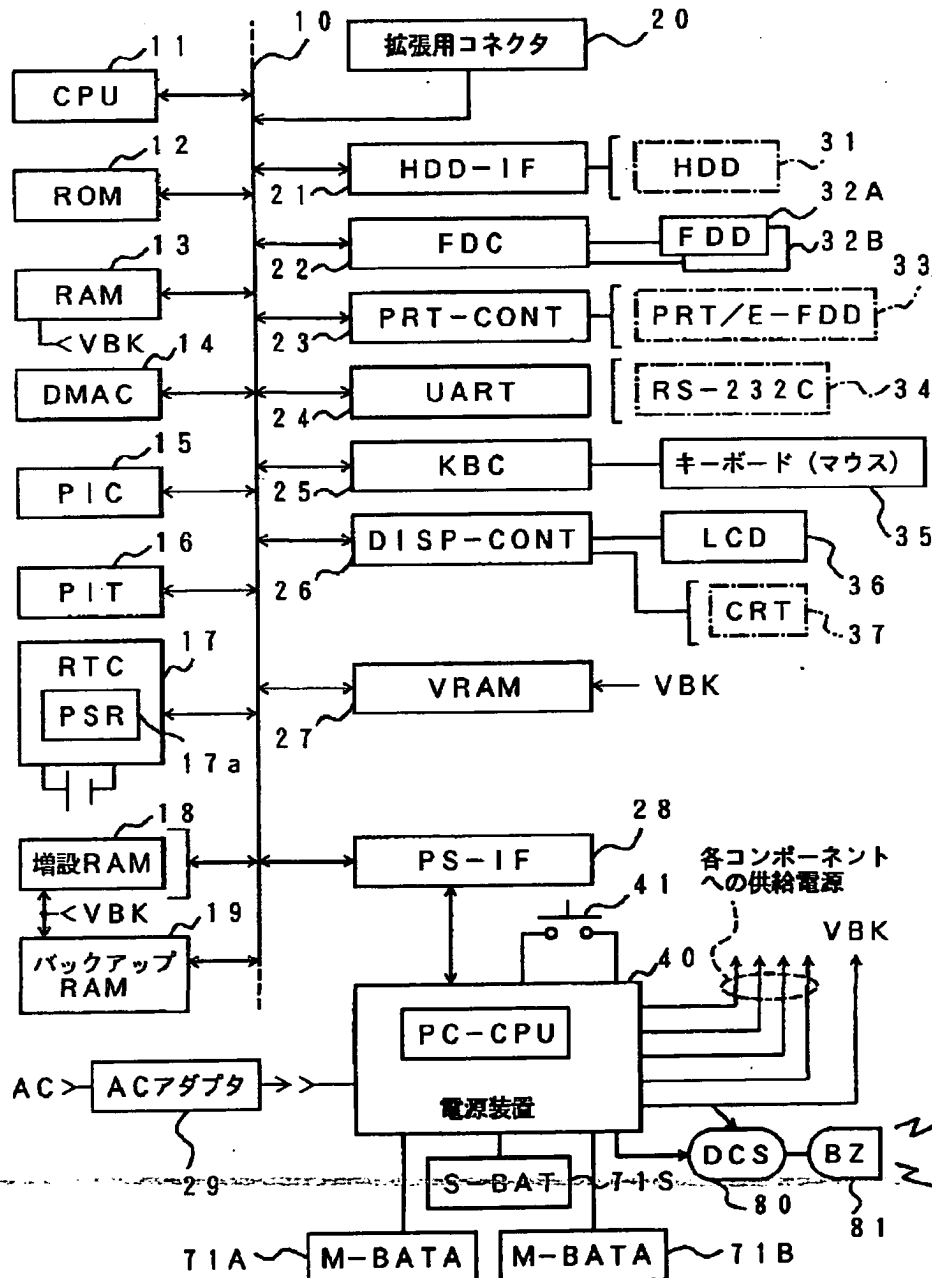 10
20
拡張用コネクタ
11
CPU
12
ROM
21
HDD-IF
HDD
31
22
FDC
FDD
32A
32B
13
RAM
<VBK
23
PRT-CONT
PRT/E-FDD
33
14
DMAC
24
UART
RS-232C
34
15
PIC
25
KBC
キーボード(マウス)
35
16
PIT
26
DISP-CONT
LCD
36
CRT
37
17
RTC
PSR
17a
27
VRAM
VBK
18
増設RAM
<VBK
19
バックアップ
RAM
28
PS-IF
41
40
各コンポーネント
への供給電源
VBK
PC-CPU
電源装置
AC>
ACアダプタ
29
DCS
80
BZ
81
S-BAT
71S
71A
M-BATA
M-BATA
71B